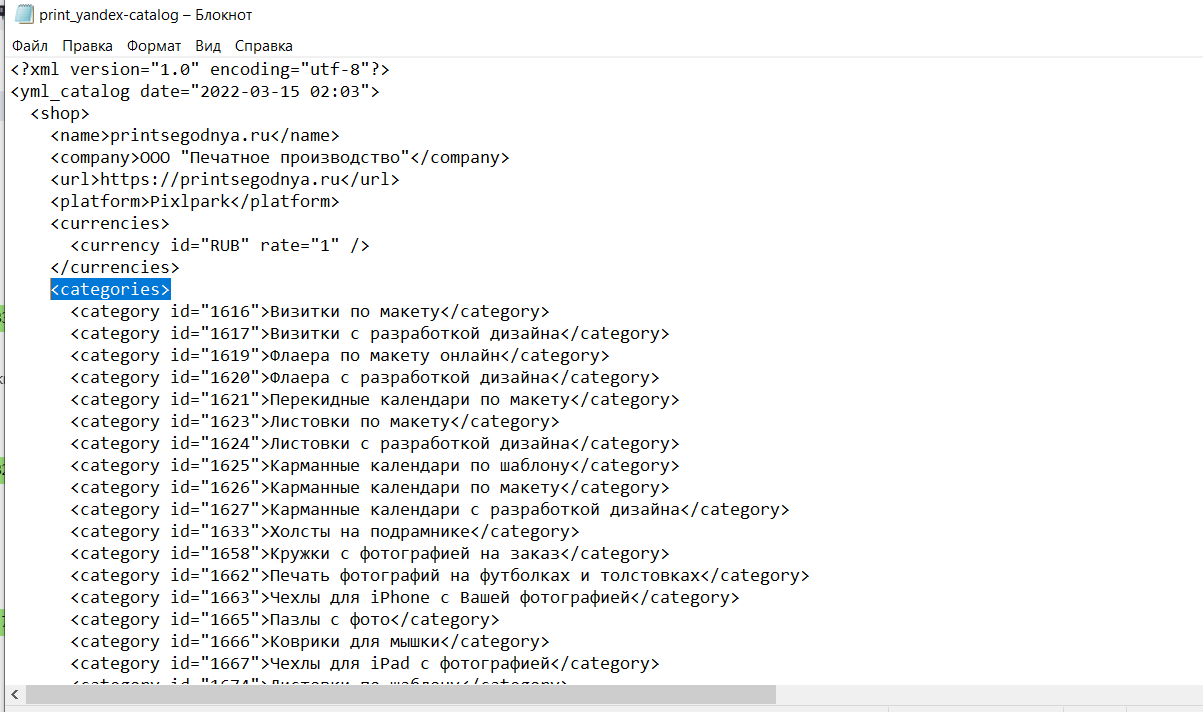 print_yandex-catalog – Блокнот
Файл Правка Формат Вид Справка
<?xml version="1.0" encoding="utf-8"?>
<yml_catalog date="2022-03-15 02:03">
<shop>
<name>printsegodnya.ru</name>
<company>ООО "Печатное производство"</company>
<url>https://printsegodnya.ru</url>
<platform>Pixlpark</platform>
<currencies>
<currency id="RUB" rate="1" />
</currencies>
<categories>
<category id="1616">Визитки по макету</category>
<category id="1617">Визитки с разработкой дизайна</category>
<category id="1619">Флаера по макету онлайн</category>
<category id="1620">Флаера с разработкой дизайна</category>
<category id="1621">Перекидные календари по макету</category>
<category id="1623">Листовки по макету</category>
<category id="1624">Листовки с разработкой дизайна</category>
<category id="1625">Карманные календари по шаблону</category>
<category id="1626">Карманные календари по макету</category>
<category id="1627">Карманные календари с разработкой дизайна</category>
<category id="1633">Холсты на подрамнике</category>
<category id="1658">Кружки с фотографией на заказ</category>
<category id="1662">Печать фотографий на футболках и толстовках</category>
<category id="1663">Чехлы для iPhone с Вашей фотографией</category>
<category id="1665">Пазлы с фото</category>
<category id="1666">Коврики для мышки</category>
<category id="1667">Чехлы для iPad с фотографией</category>
<category id="1674">Листовки по шаблону</category>